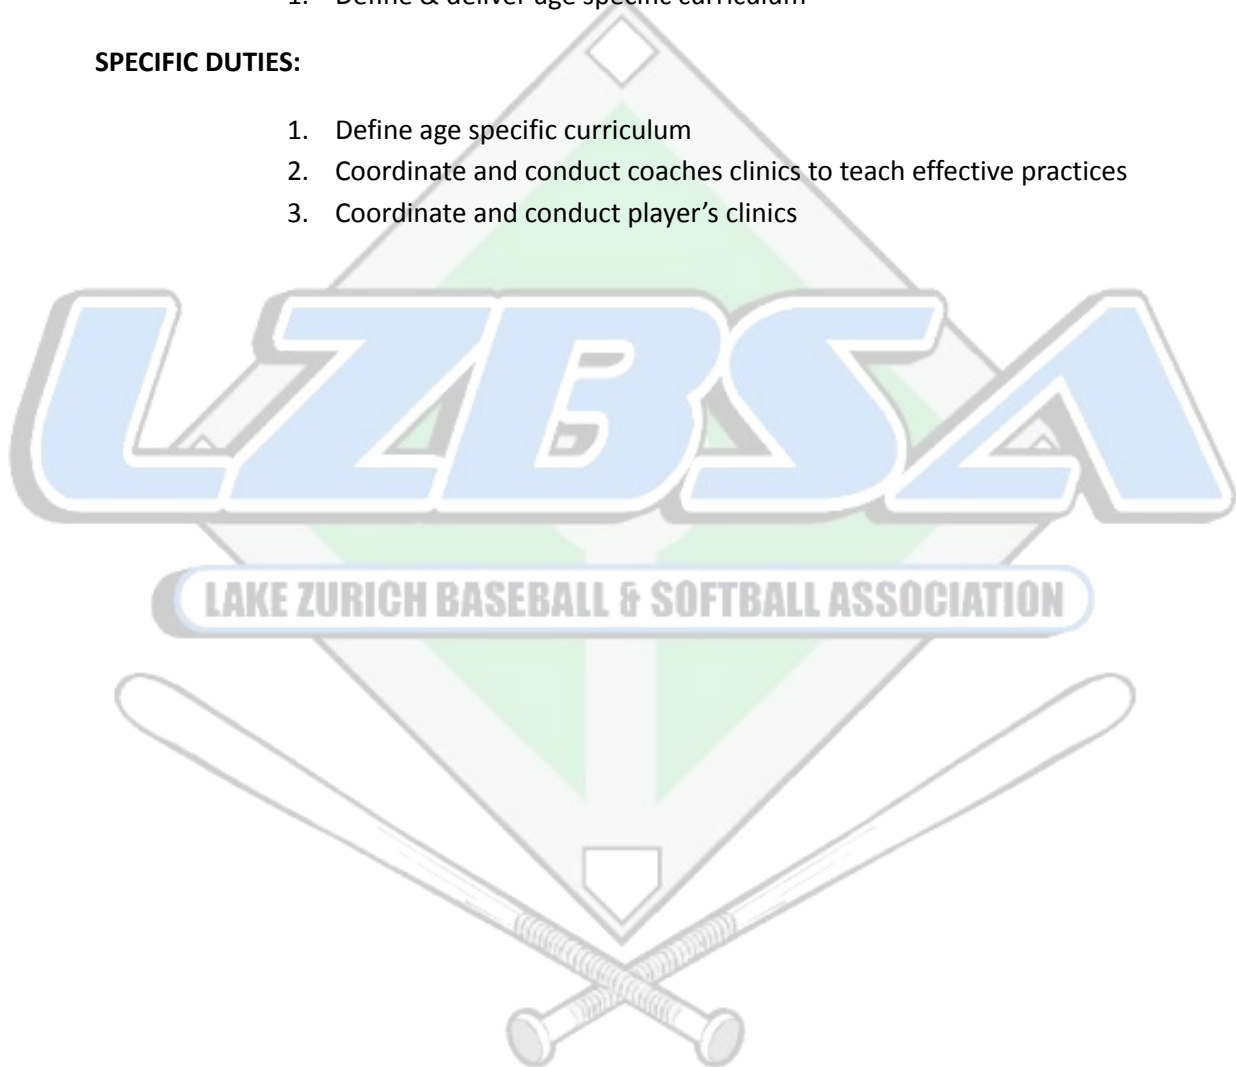 1. Define & deliver age specific curriculum
SPECIFIC DUTIES:
1. Define age specific curriculum
2. Coordinate and conduct coaches clinics to teach effective practices
3. Coordinate and conduct player’s clinics
LZBSA
LAKE ZURICH BASEBALL & SOFTBALL ASSOCIATION